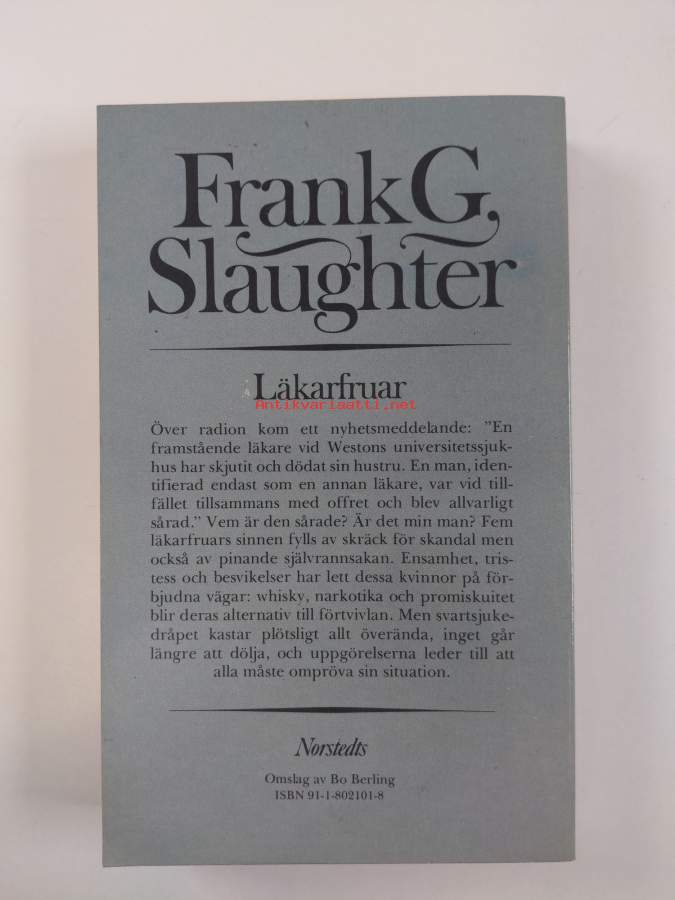 Frank G.
Slaughter
Läkarfruar
Antikvariaatti.net
Över radion kom ett nyhetsmeddelande: ”En
framstående läkare vid Westons universitetssjuk-
hus har skjutit och dödat sin hustru. En man, iden-
tifierad endast som en annan läkare, var vid till-
fället tillsammans med offret och blev allvarligt
sårad.” Vem är den sårade? Är det min man? Fem
läkarfruars sinnen fylls av skräck för skandal men
också av pinande självrannsakan. Ensamhet, tris-
tess och besvikelser har lett dessa kvinnor på för-
bjudna vägar: whisky, narkotika och promiskuitet
blir deras alternativ till förtvivlan. Men svartsjuke-
dråpet kastar plötsligt allt överända, inget går
längre att dölja, och uppgörelserna leder till att
alla måste ompröva sin situation.
Norstedts
Omslag av Bo Berling
ISBN 91-1-802101-8